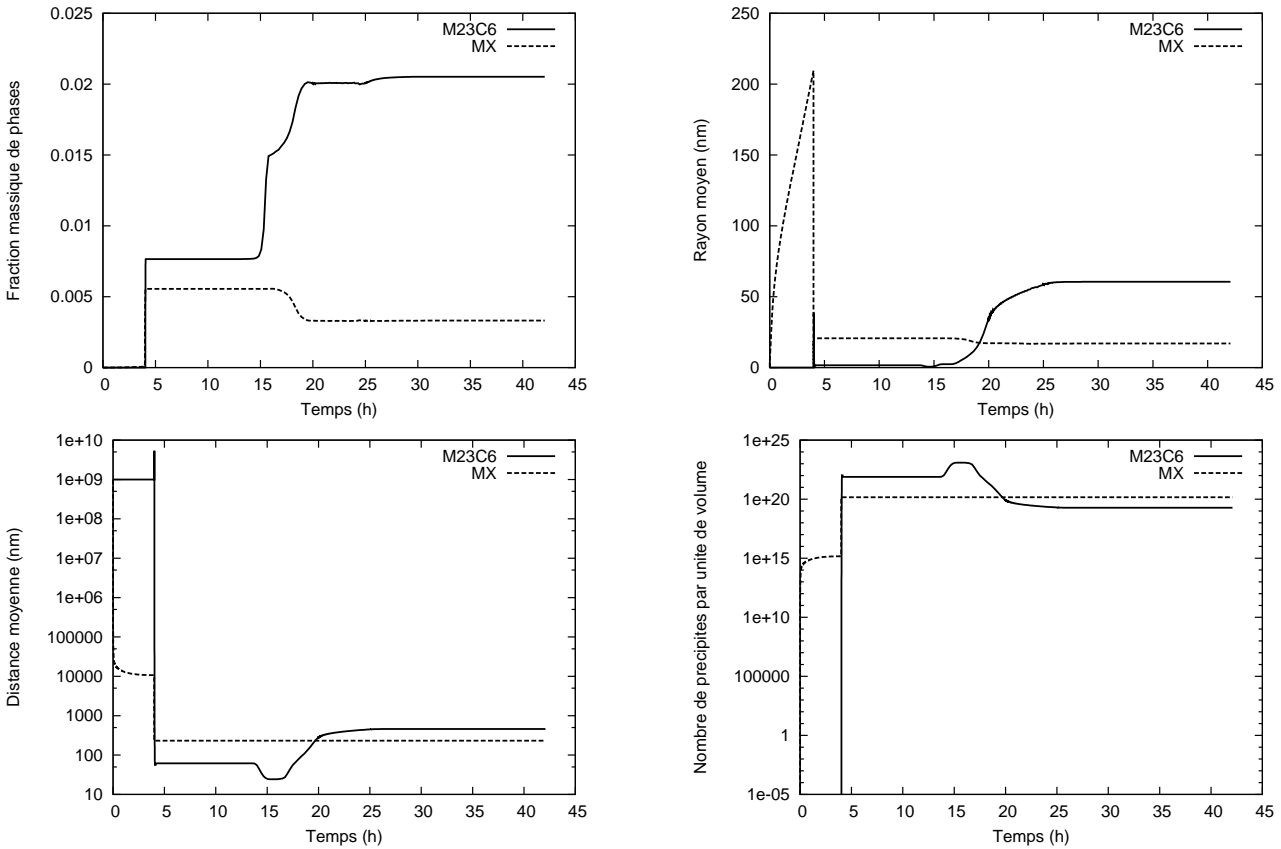 0.025
0.02
0.015
0.01
0.005
0
Fraction massique de phases
M23C6
MX
0 5 10 15 20 25 30 35 40 45
Temps (h)
250
200
150
100
50
0
Rayon moyen (nm)
M23C6
MX
0 5 10 15 20 25 30 35 40 45
Temps (h)
1e+10
1e+09
1e+08
1e+07
1e+06
100000
10000
1000
100
10
Distance moyenne (nm)
M23C6
MX
0 5 10 15 20 25 30 35 40 45
Temps (h)
1e+25
1e+20
1e+15
1e+10
100000
1
1e-05
Nombre de precipites par unite de volume
M23C6
MX
0 5 10 15 20 25 30 35 40 45
Temps (h)